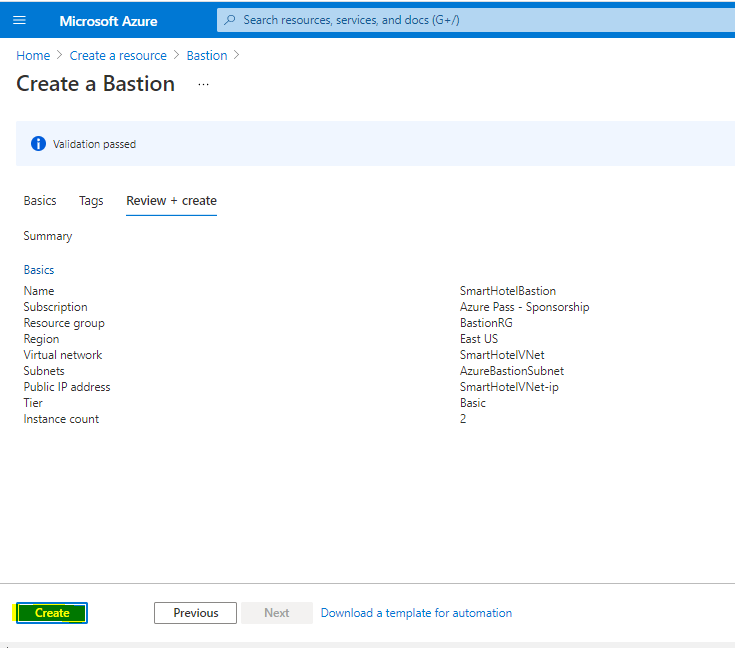 Microsoft Azure
Search resources, services, and docs (G+/)
Home > Create a resource > Bastion >
Create a Bastion ...
Validation passed
Basics Tags Review + create
Summary
Basics
Name SmartHotelBastion
Subscription Azure Pass - Sponsorship
Resource group BastionRG
Region East US
Virtual network SmartHotelVNet
Subnets AzureBastionSubnet
Public IP address SmartHotelVNet-ip
Tier Basic
Instance count 2
Create Previous Next Download a template for automation